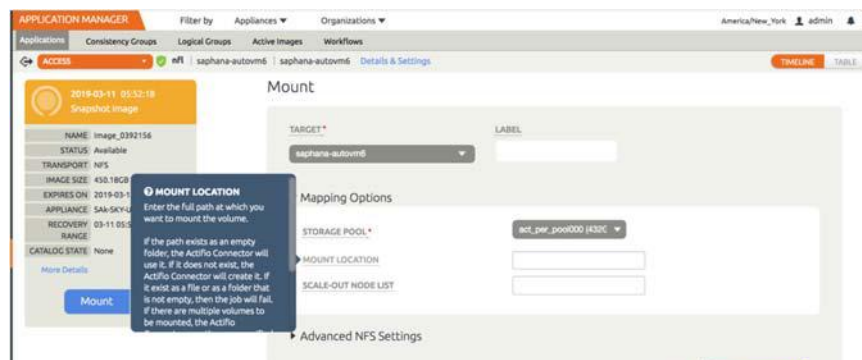 APPLICATION MANAGER Filter by Appliances ▼ Organizations ▼ America/New_York admin
Applications Consistency Groups Logical Groups Active Images Workflows
ACCESS nfl saphana-autovm6 saphana-autovm6 Details & Settings TIMELINE TABLE
2019-03-11 05:52:18
Snapshot Image
NAME Image_0392156
STATUS Available
TRANSPORT NFS
IMAGE SIZE 450.18GB
EXPIRES ON 2019-03-1
APPLIANCE SAk-SKY-
RECOVERY RANGE 03-11 05:5
CATALOG STATE None
More Details
Mount
Mount
TARGET* LABEL
saphana-autovm6
Mapping Options
STORAGE POOL* act_per_pool000 (432
MOUNT LOCATION
SCALE-OUT NODE LIST
Advanced NFS Settings
MOUNT LOCATION
Enter the full path at which you
want to mount the volume.
If the path exists as an empty
folder, the Actifio Connector will
use it. If it does not exist, the
Actifio Connector will create it. If
it exist as a file or as a folder that
is not empty, then the job will fail.
If there are multiple volumes to
be mounted, the Actifio